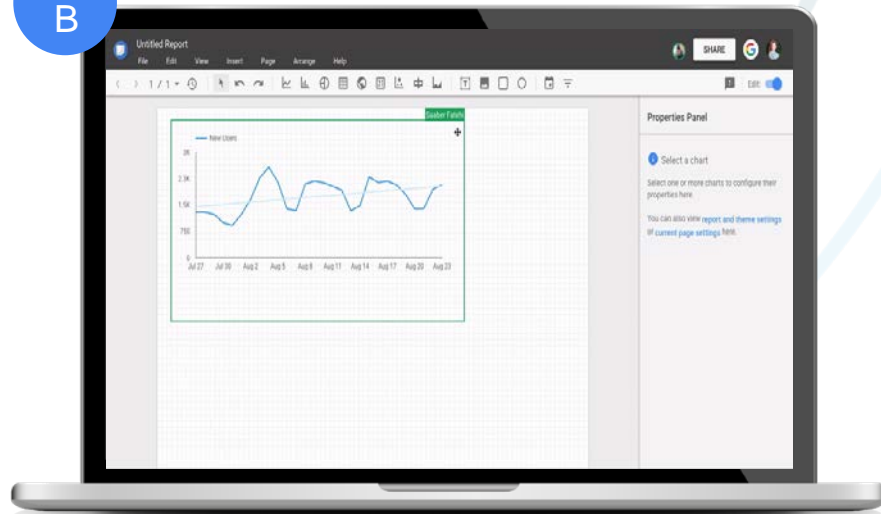 B
Untitled Report
File Edit View Insert Page Arrange Help
SHARE
1 / 1
Edit
New Users
1.5K
750
0
Jul 27 Jul 30 Aug 2 Aug 5 Aug 8 Aug 11 Aug 14 Aug 17 Aug 20 Aug 23
Properties Panel
Select a chart
Select one or more charts to configure their
properties here.
You can also view report and theme settings
or current page settings here.